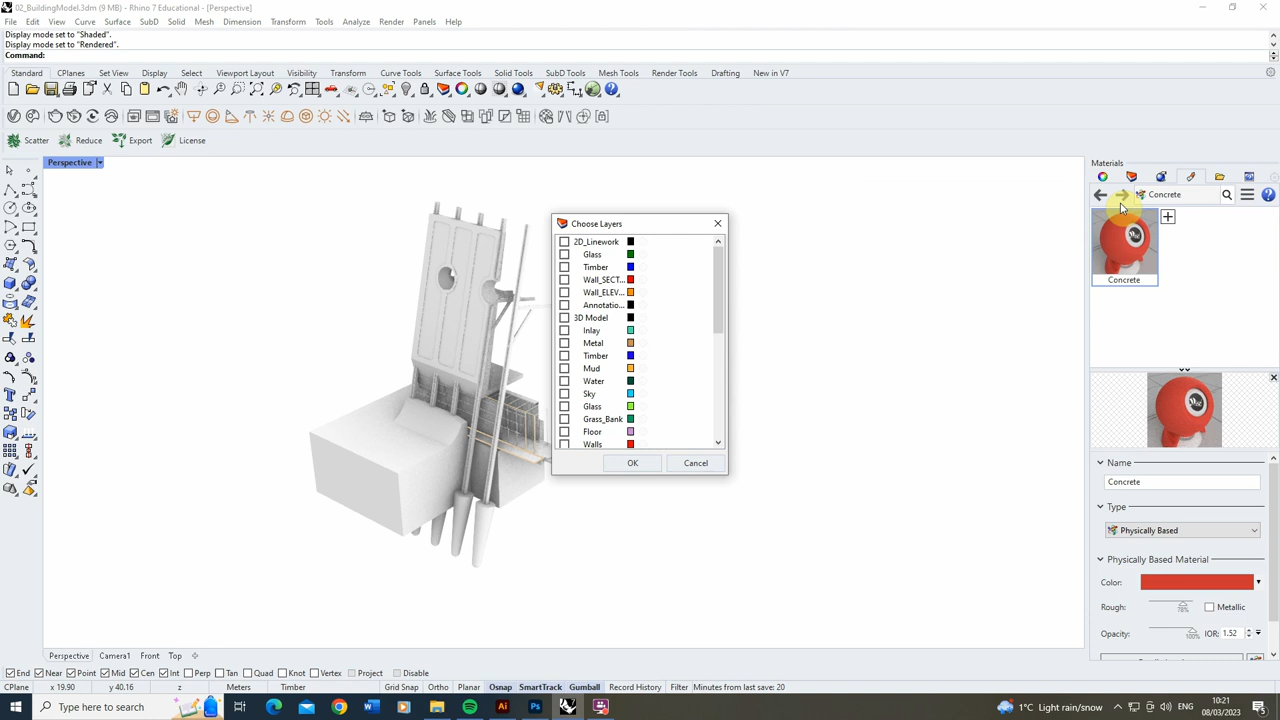 02_BuildingModel.3dm (9 MB) - Rhino 7 Educational - [Perspective]
File Edit View Curve Surface SubD Solid Mesh Dimension Transform Tools Analyze Render Panels Help
Display mode set to "Shaded".
Display mode set to "Rendered".
Command:
Standard CPlanes Set View Display Select Viewport Layout Visibility Transform Curve Tools Surface Tools Solid Tools SubD Tools Mesh Tools Render Tools Drafting New in V7
Scatter Reduce Export License
Perspective
Materials
Concrete
Concrete
Choose Layers
2D_Linework
Glass
Timber
Wall_SECT...
Wall_ELEV...
Annotatio...
3D Model
Inlay
Metal
Timber
Mud
Water
Sky
Glass
Grass_Bank
Floor
Walls
OK Cancel
Name
Concrete
Type
Physically Based
Physically Based Material
Color:
Rough: 78% Metallic
Opacity: 100% IOR: 1.52
Perspective Camera1 Front Top
End Near Point Mid Cen Int Perp Tan Quad Knot Vertex Project Disable
CPlane x 19.90 y 40.16 z Meters Timber Grid Snap Ortho Planar Osnap SmartTrack Gumball Record History Filter Minutes from last save: 20
Type here to search
1°C Light rain/snow
10:21
08/03/2023